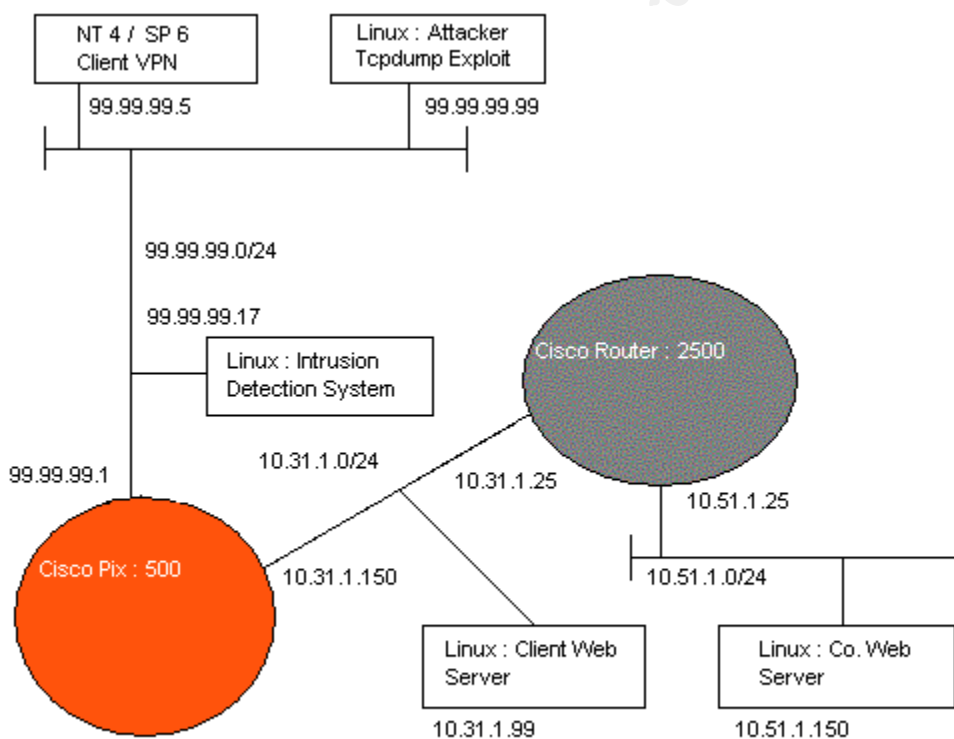 NT 4 / SP 6
Client VPN
Linux : Attacker
Tcpdump Exploit
99.99.99.5
99.99.99.99
99.99.99.0/24
99.99.99.17
Linux : Intrusion
Detection System
Cisco Router : 2500
10.31.1.0/24
10.31.1.25
99.99.99.1
10.51.1.25
Cisco Pix : 500
10.31.1.150
10.51.1.0/24
Linux : Client Web
Server
Linux : Co. Web
Server
10.31.1.99
10.51.1.150